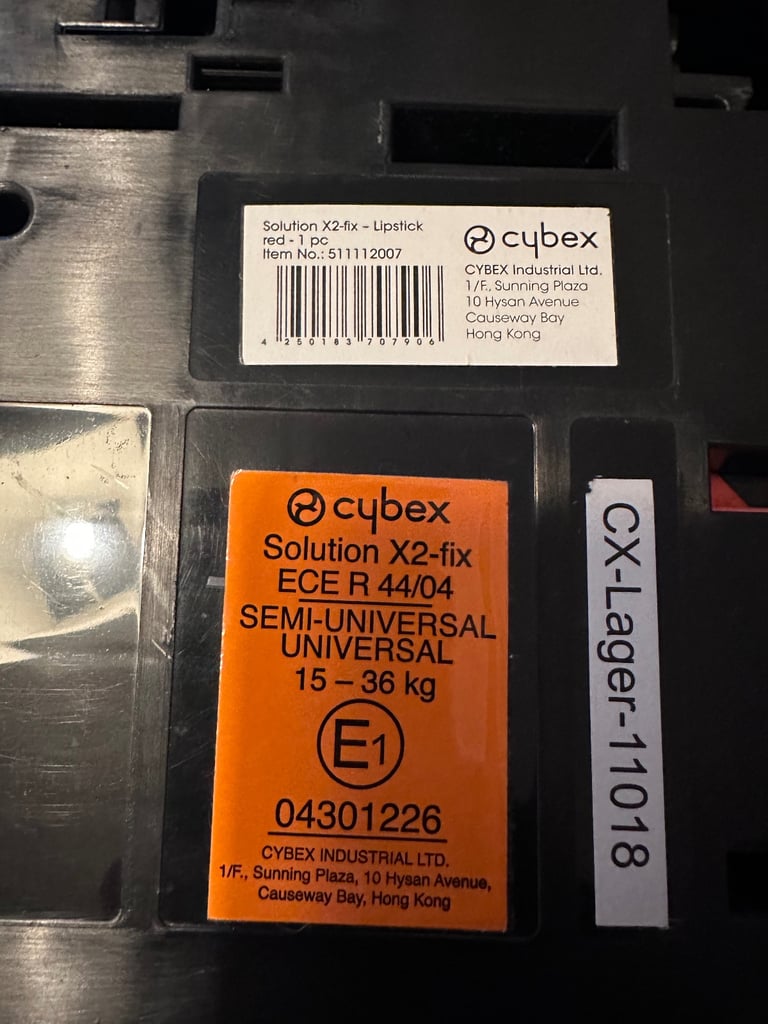 Solution X2-fix – Lipstick
red - 1 pc
Item No.: 511112007
4 250183 707906
cybex
CYBEX Industrial Ltd.
1/F., Sunning Plaza
10 Hysan Avenue
Causeway Bay
Hong Kong
cybex
Solution X2-fix
ECE R 44/04
SEMI-UNIVERSAL
UNIVERSAL
15 – 36 kg
E1
04301226
CYBEX INDUSTRIAL LTD.
1/F., Sunning Plaza, 10 Hysan Avenue,
Causeway Bay, Hong Kong
CX-Lager-11018